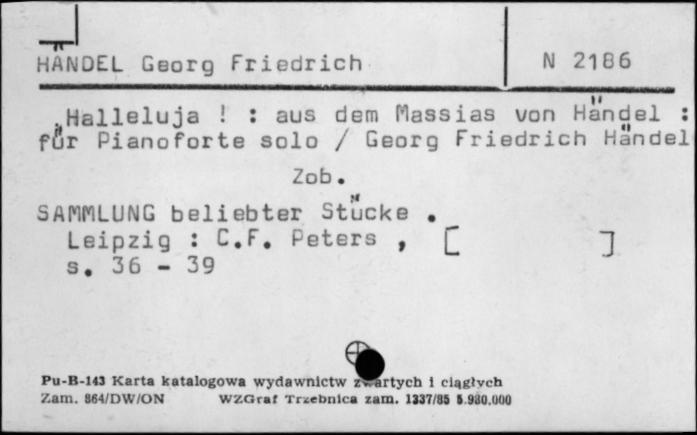 HÄNDEL Georg Friedrich
N 2186
Halleluja ! : aus dem Massias von Händel :
für Pianoforte solo / Georg Friedrich Händel
Zob.
SAMMLUNG beliebter Stücke .
Leipzig : C.F. Peters , [ ]
s. 36 - 39
Pu-B-143 Karta katalogowa wydawnictw zwartych i ciągłych
Zam. 864/DW/ON WZGraf Trzebnica zam. 1337/85 5.980.000